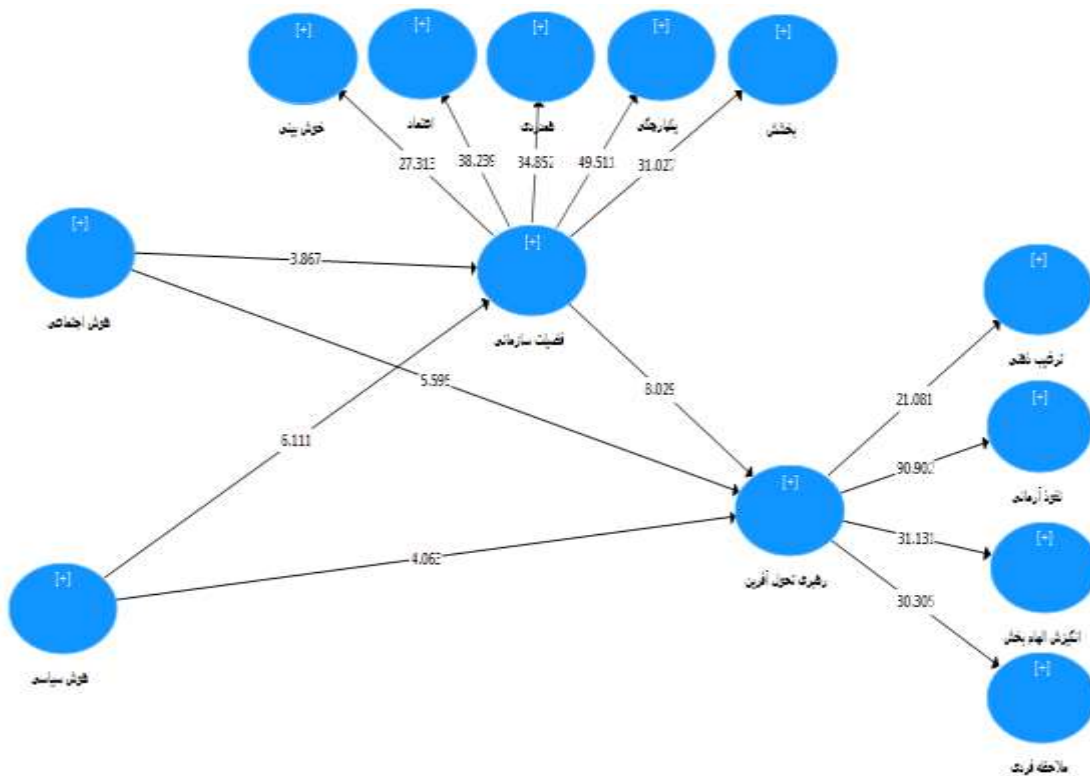 [+]
[+]
[+]
[+]
[+]
خوش بینی
اعتماد
همدردی
یکپارچگی
بخشش
27.313
38.239
34.852
49.511
31.027
[+]
هوش اجتماعی
3.867
[+]
فضیلت سازمانی
[+]
ترغیب ذهنی
5.599
8.029
21.081
6.111
[+]
نفوذ آرمانی
90.902
[+]
رهبری تحول آفرین
31.131
[+]
انگیزش الهام بخش
4.063
30.305
[+]
هوش سیاسی
[+]
ملاحظه فردی